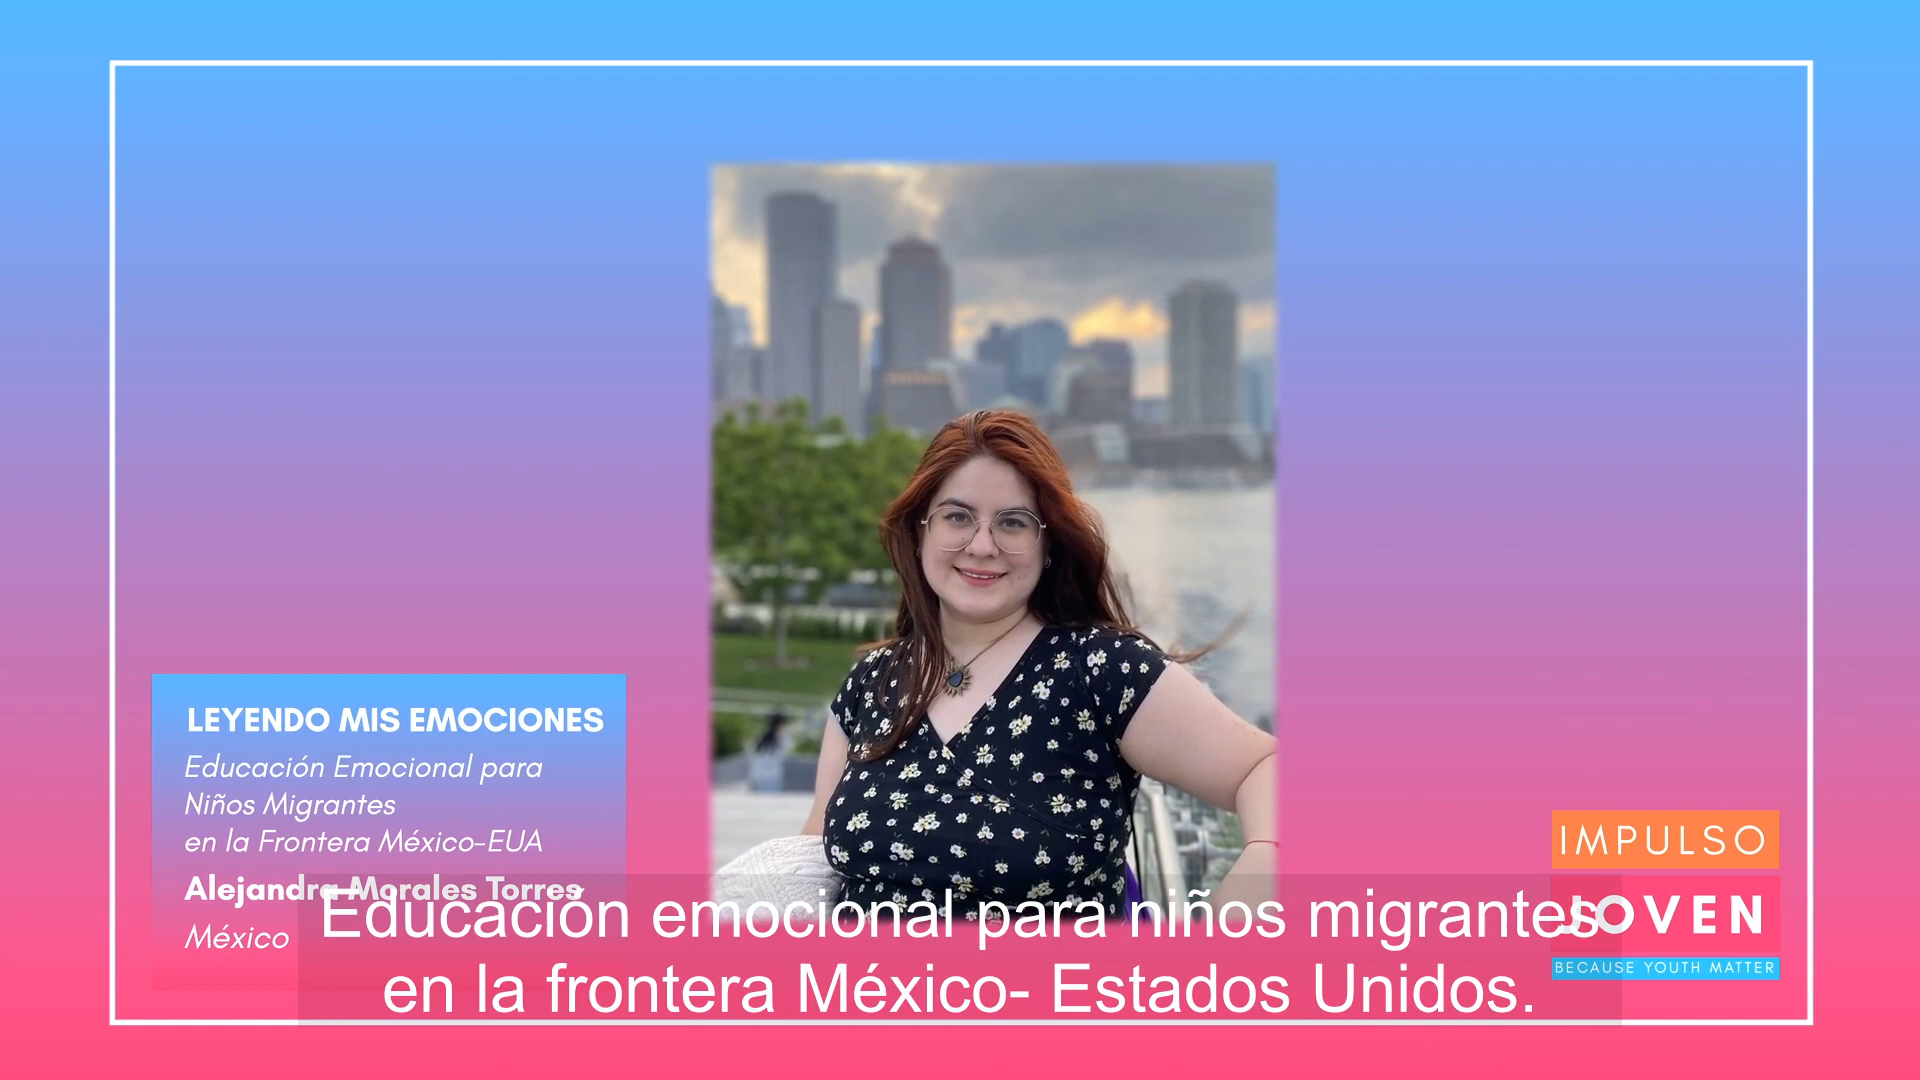 LEYENDO MIS EMOCIONES
Educación Emocional para
Niños Migrantes
en la Frontera México-EUA
Alejandra Morales Torres
México
IMPULSO
JOVEN
BECAUSE YOUTH MATTER
Educación emocional para niños migrantes
en la frontera México- Estados Unidos.